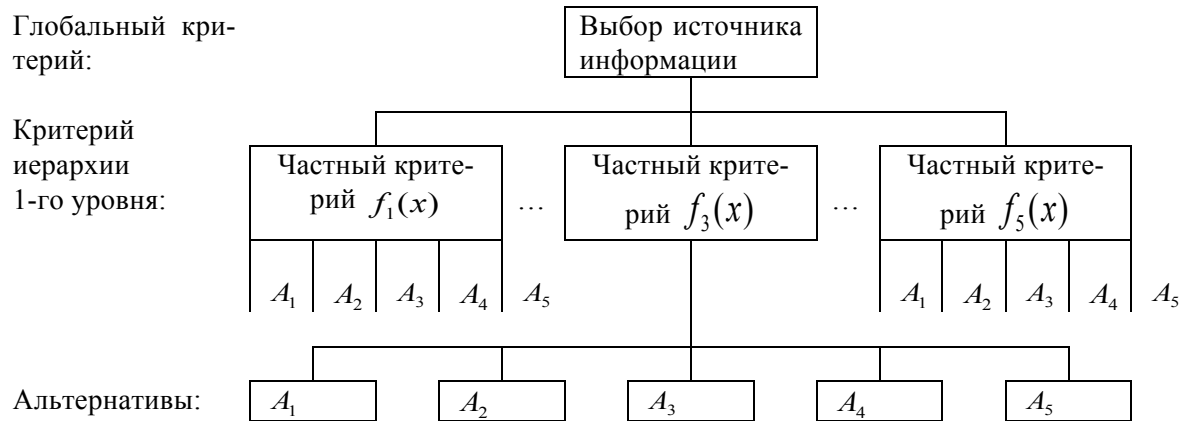 Глобальный кри-
терий:
Выбор источника
информации
Критерий
иерархии
1-го уровня:
Частный крите-
рий f₁(x)
...
Частный крите-
рий f₃(x)
...
Частный крите-
рий f₅(x)
A₁ A₂ A₃ A₄ A₅
A₁ A₂ A₃ A₄ A₅
Альтернативы:
A₁
A₂
A₃
A₄
A₅